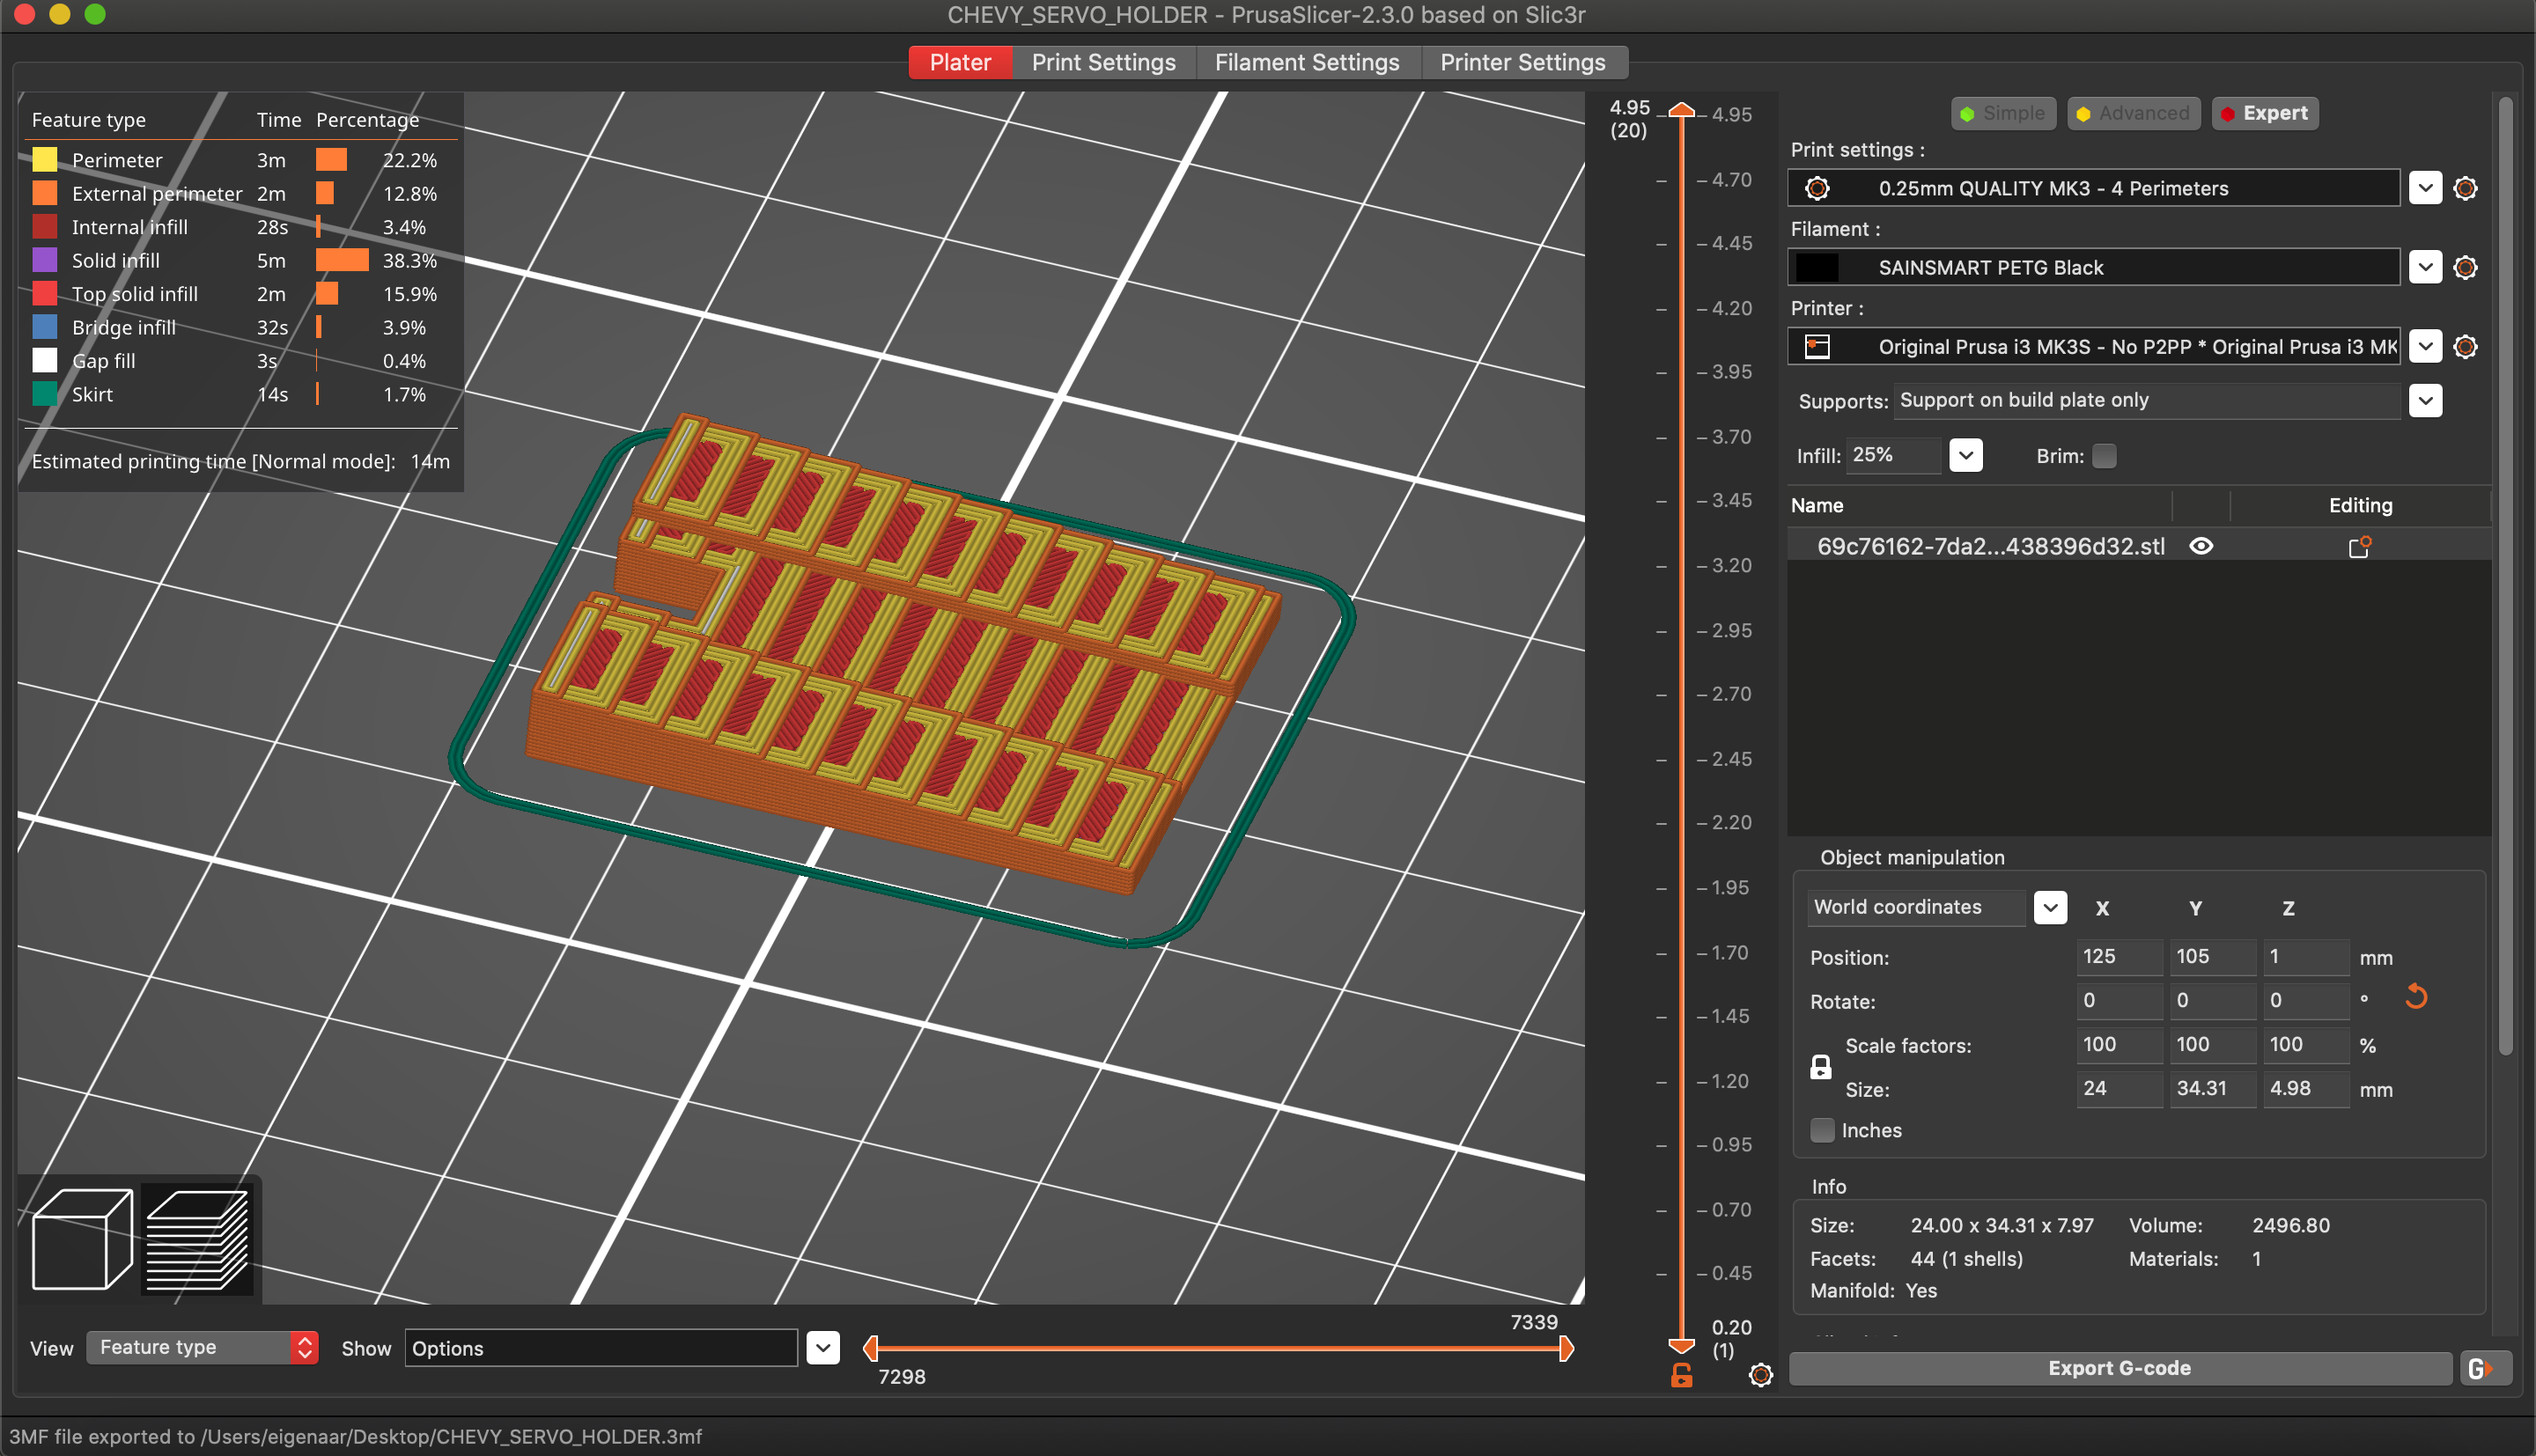 CHEVY_SERVO_HOLDER - PrusaSlicer-2.3.0 based on Slic3r
Plater Print Settings Filament Settings Printer Settings
Feature type Time Percentage
Perimeter 3m 22.2%
External perimeter 2m 12.8%
Internal infill 28s 3.4%
Solid infill 5m 38.3%
Top solid infill 2m 15.9%
Bridge infill 32s 3.9%
Gap fill 3s 0.4%
Skirt 14s 1.7%
Estimated printing time [Normal mode]: 14m
4.95
(20)
4.95
4.70
4.45
4.20
3.95
3.70
3.45
3.20
2.95
2.70
2.45
2.20
1.95
1.70
1.45
1.20
0.95
0.70
0.45
0.20
(1)
Simple Advanced Expert
Print settings :
0.25mm QUALITY MK3 - 4 Perimeters
Filament :
SAINSMART PETG Black
Printer :
Original Prusa i3 MK3S - No P2PP * Original Prusa i3 MK
Supports: Support on build plate only
Infill: 25% Brim:
Name Editing
69c76162-7da2...438396d32.stl
Object manipulation
World coordinates X Y Z
Position: 125 105 1 mm
Rotate: 0 0 0 °
Scale factors: 100 100 100 %
Size: 24 34.31 4.98 mm
Inches
Info
Size: 24.00 x 34.31 x 7.97 Volume: 2496.80
Facets: 44 (1 shells) Materials: 1
Manifold: Yes
Export G-code G
View Feature type Show Options
7339
7298
3MF file exported to /Users/eigenaar/Desktop/CHEVY_SERVO_HOLDER.3mf